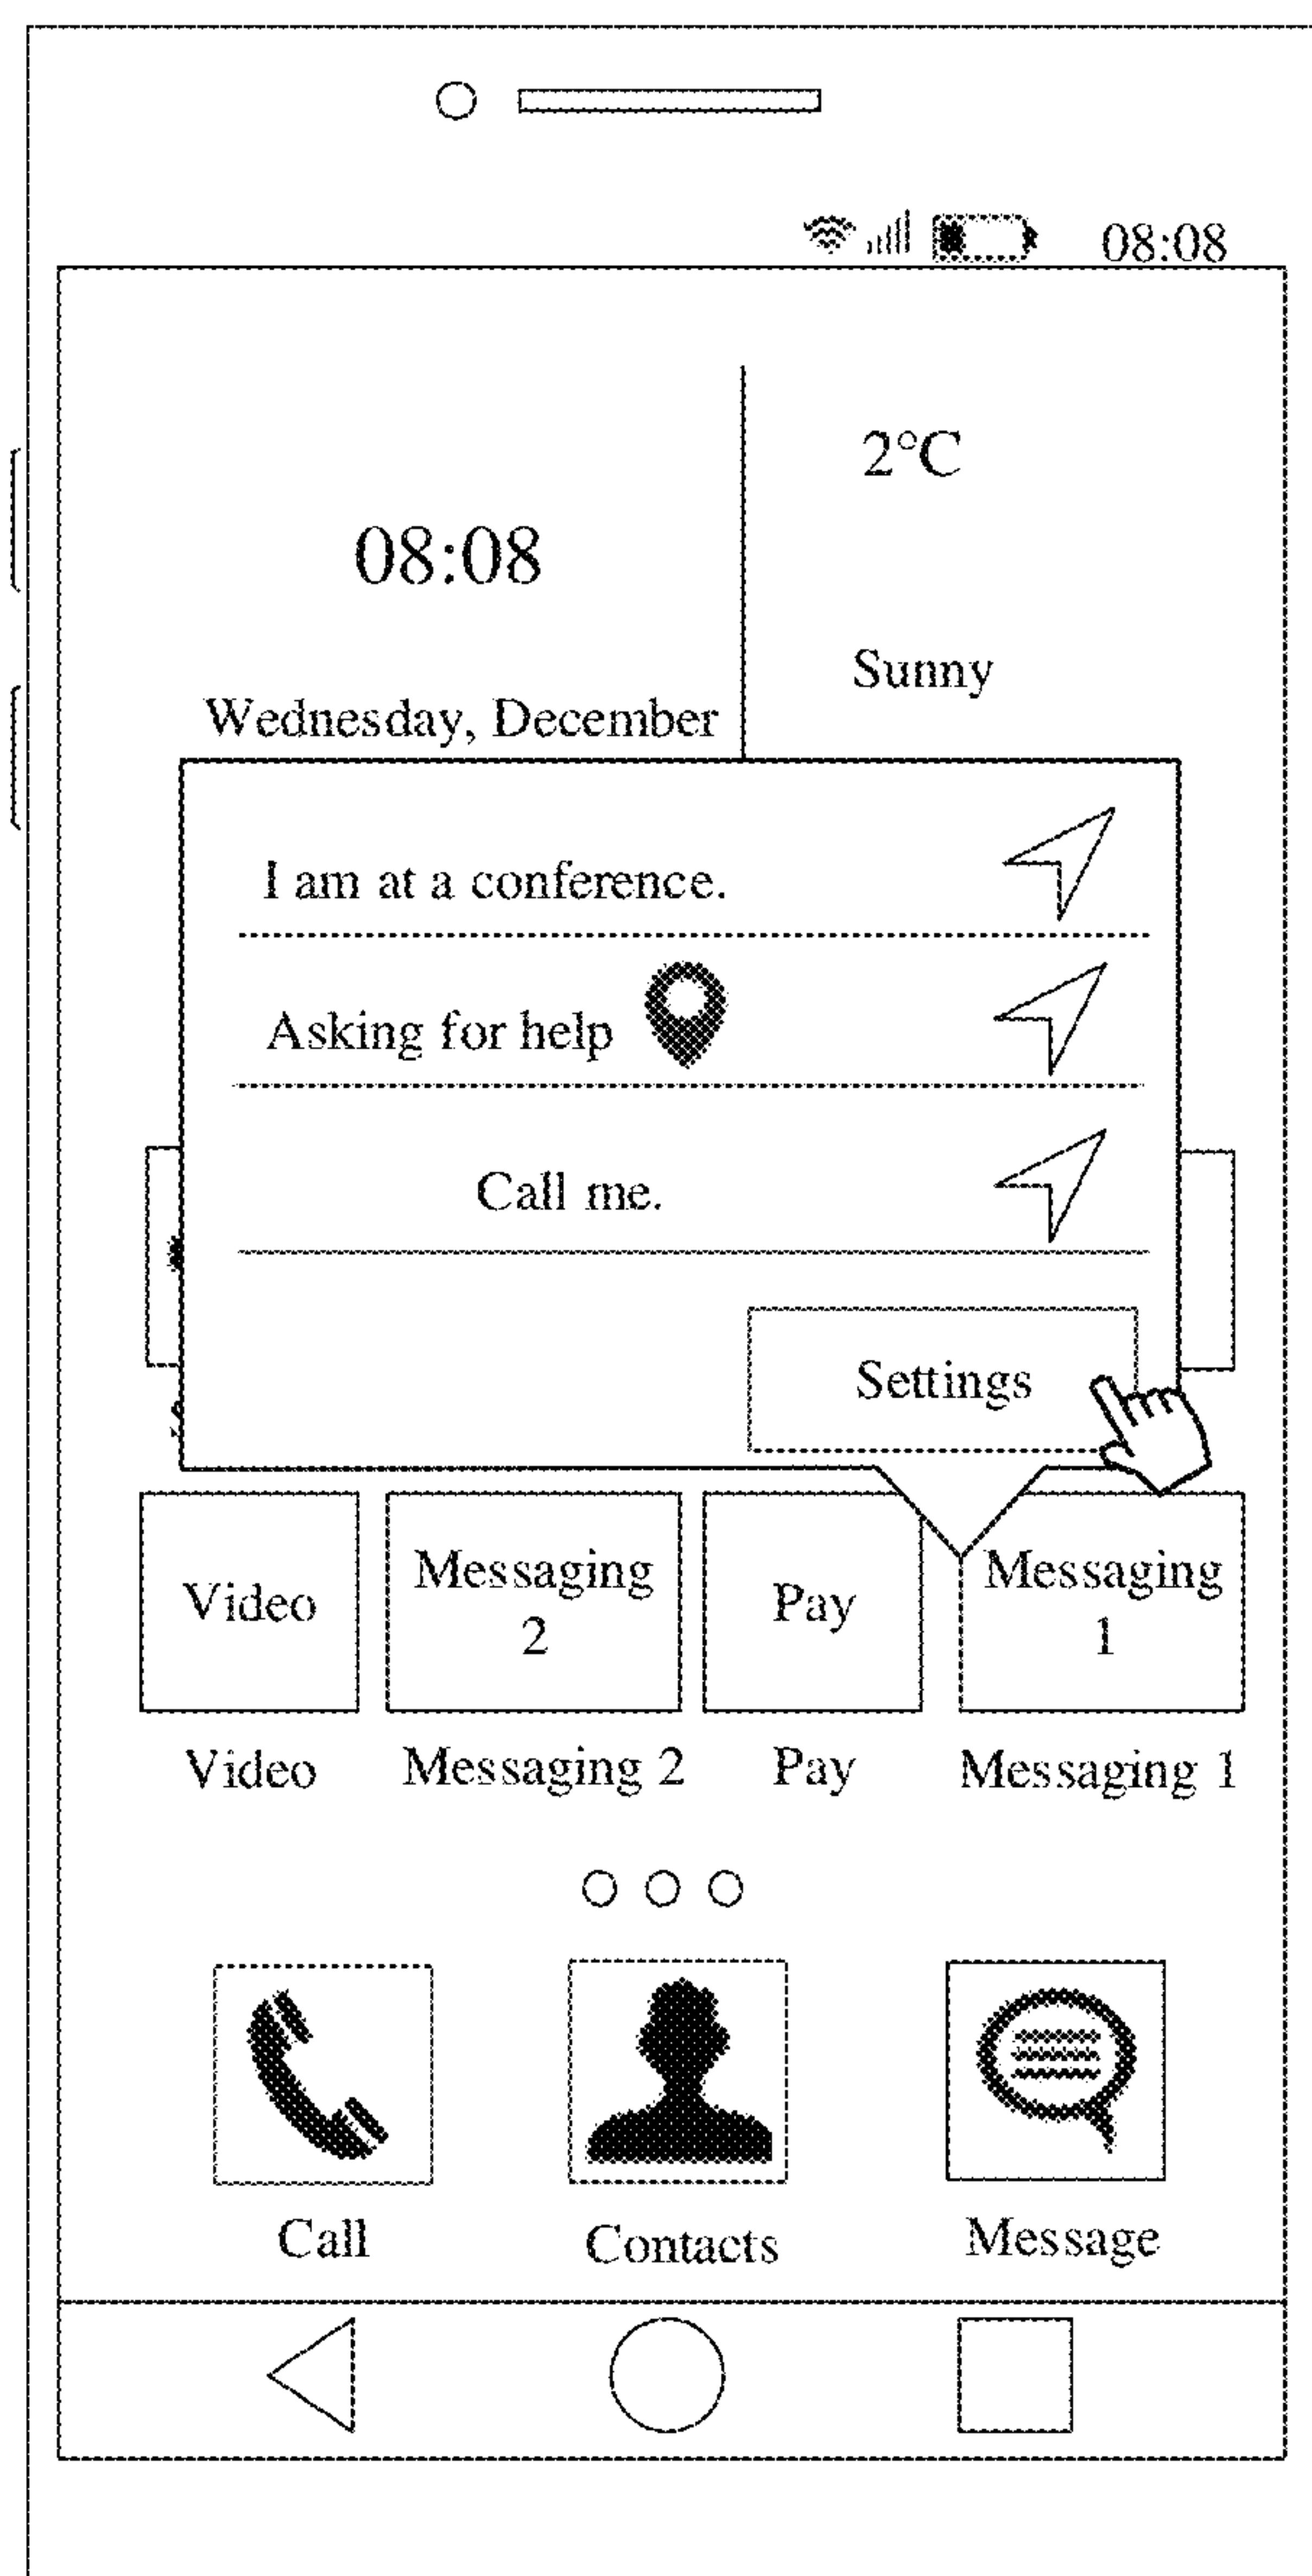 08:08
2°C
08:08
Sunny
Wednesday, December
I am at a conference.
Asking for help
Call me.
Settings
Video
Messaging
2
Pay
Messaging
1
Video
Messaging 2
Pay
Messaging 1
Call
Contacts
Message